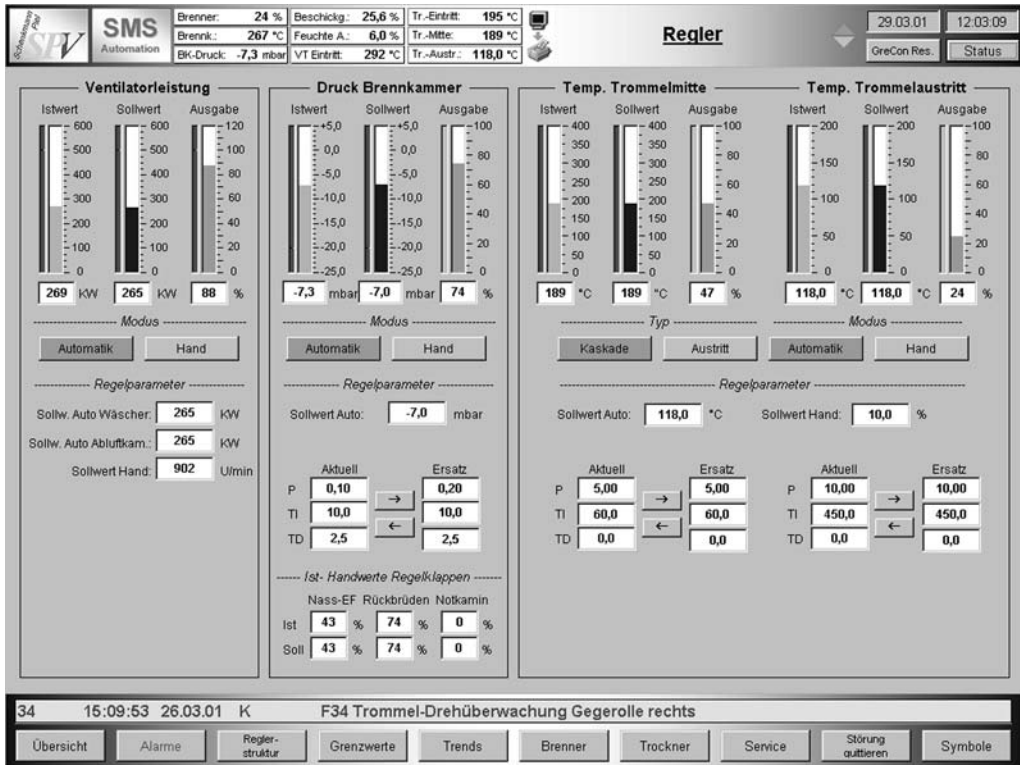 Scheuchmann Piel SPV
SMS Automation
Brenner: 24 % Beschickg.: 25,6 % Tr.-Eintritt: 195 °C
Brennk.: 267 °C Feuchte A.: 6,0 % Tr.-Mitte: 189 °C
BK-Druck: -7,3 mbar VT Eintritt: 292 °C Tr.-Austr.: 118,0 °C
Regler
29.03.01 12:03:09
GreCon Res. Status
Ventilatorleistung
Istwert Sollwert Ausgabe
600 600 120
500 500 100
400 400 80
300 300 60
200 200 40
100 100 20
0 0 0
269 KW 265 KW 88 %
Modus
Automatik Hand
Regelparameter
Sollw. Auto Wäscher: 265 KW
Sollw. Auto Abluftkam.: 265 KW
Sollwert Hand: 902 U/min
Druck Brennkammer
Istwert Sollwert Ausgabe
+5,0 +5,0 100
0,0 0,0 80
-5,0 -5,0 60
-10,0 -10,0 40
-15,0 -15,0 20
-20,0 -20,0 0
-25,0 -25,0
-7,3 mbar -7,0 mbar 74 %
Modus
Automatik Hand
Regelparameter
Sollwert Auto: -7,0 mbar
Aktuell Ersatz
P 0,10 → 0,20
TI 10,0 ← 10,0
TD 2,5 2,5
Ist- Handwerte Regelklappen
Nass-EF Rückbrüden Notkamin
Ist 43 % 74 % 0 %
Soll 43 % 74 % 0 %
Temp. Trommelmitte
Istwert Sollwert Ausgabe
400 400 100
350 350 80
300 300 60
250 250 40
200 200 20
150 150 0
100 100
50 50
0 0
189 °C 189 °C 47 %
Typ
Kaskade Austritt
Temp. Trommelaustritt
Istwert Sollwert Ausgabe
200 200 100
150 150 80
100 100 60
50 50 40
0 0 20
0
118,0 °C 118,0 °C 24 %
Modus
Automatik Hand
Regelparameter
Sollwert Auto: 118,0 °C Sollwert Hand: 10,0 %
Aktuell Ersatz
P 5,00 → 5,00
TI 60,0 ← 60,0
TD 0,0 0,0
Aktuell Ersatz
P 10,00 → 10,00
TI 450,0 ← 450,0
TD 0,0 0,0
34 15:09:53 26.03.01 K F34 Trommel-Drehüberwachung Gegerolle rechts
Übersicht Alarme Regler-struktur Grenzwerte Trends Brenner Trockner Service Störung quittieren Symbole